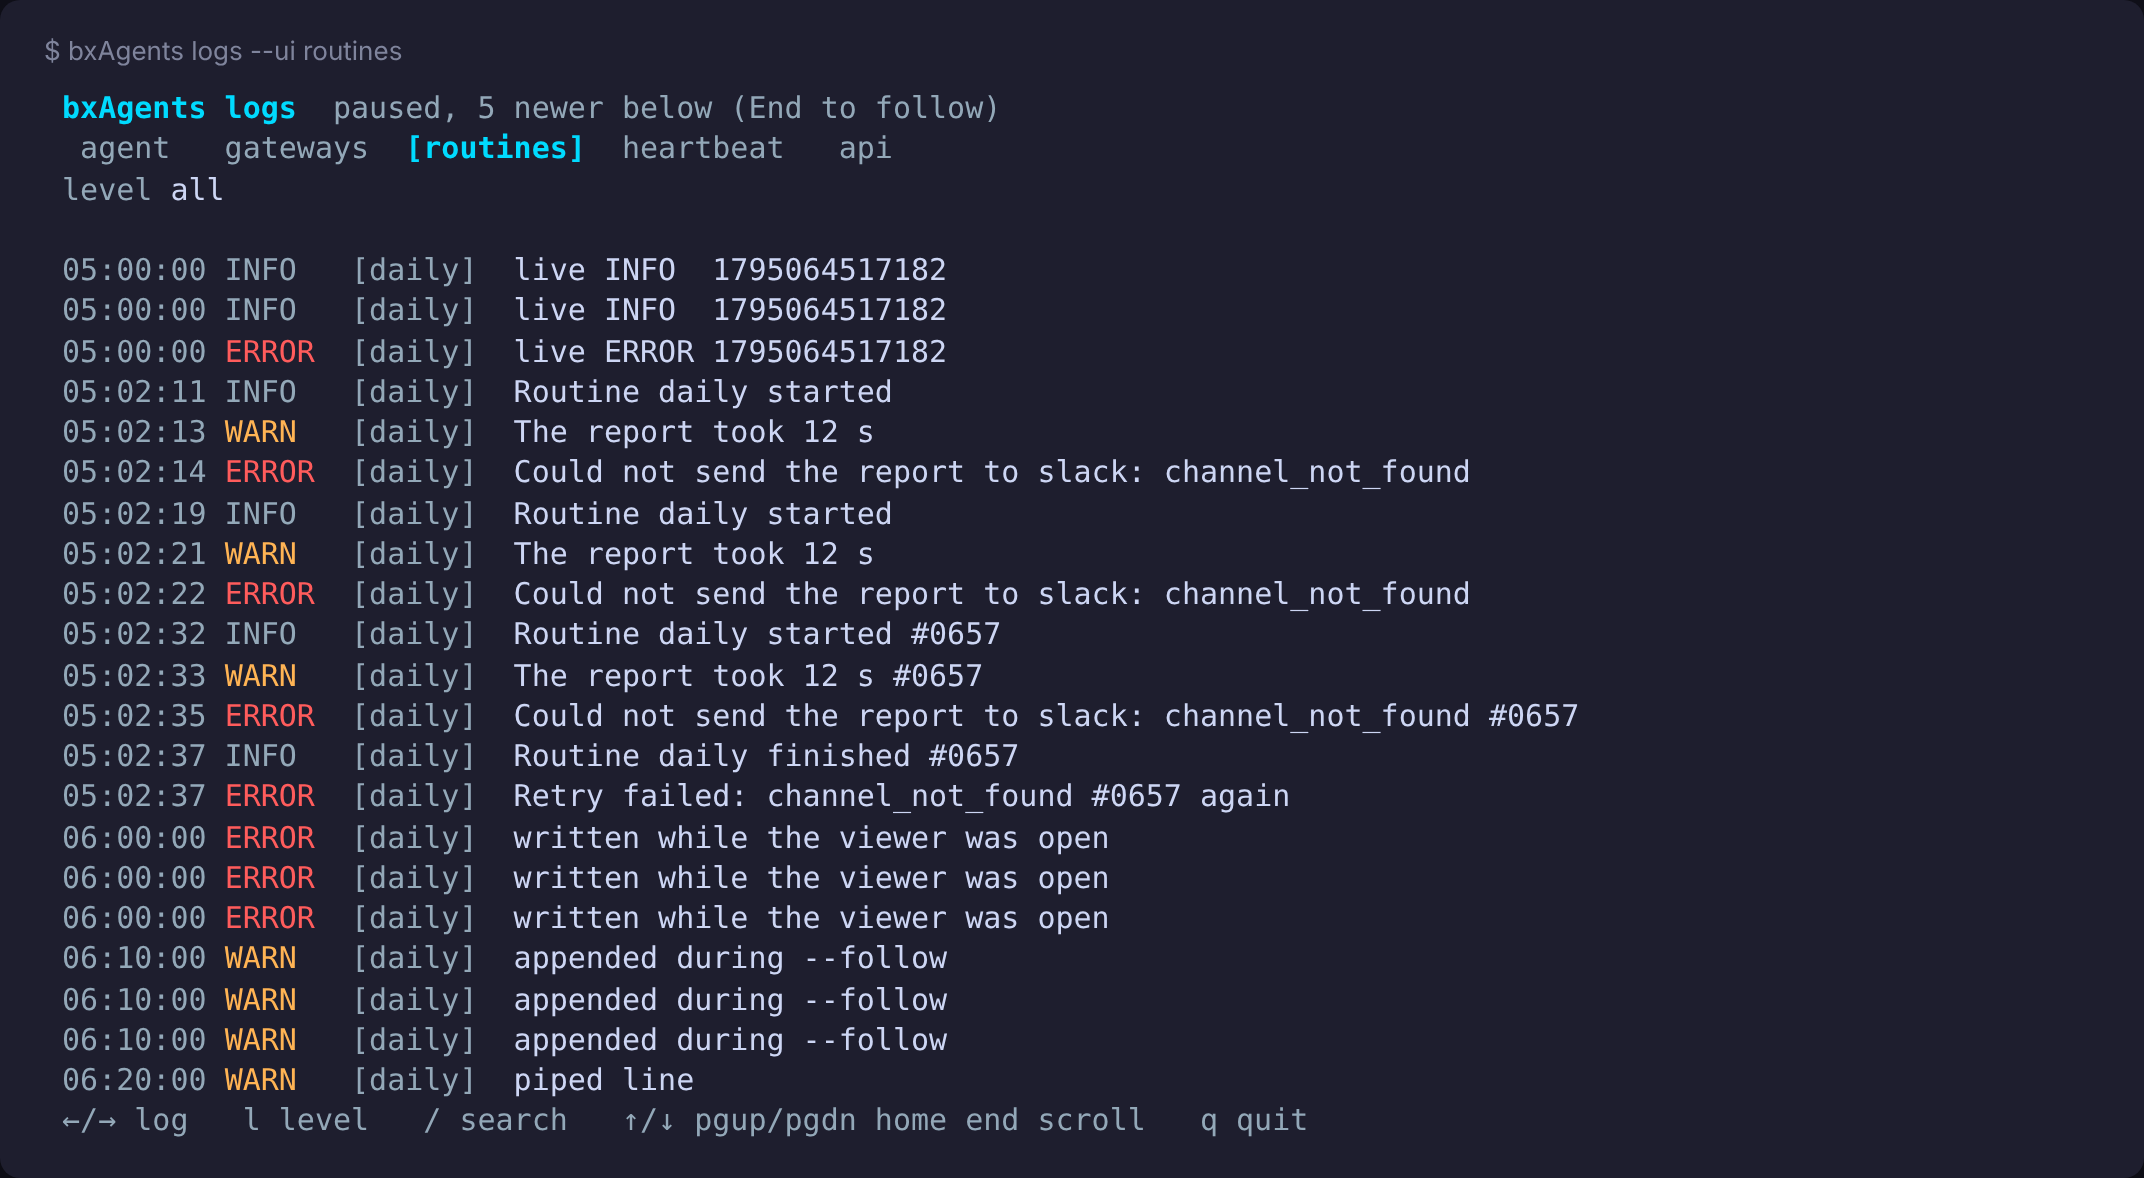 $ bxAgents logs --ui routines
bxAgents logs  paused, 5 newer below (End to follow)
agent   gateways  [routines]  heartbeat   api
level all
05:00:00 INFO   [daily]  live INFO  1795064517182
05:00:00 INFO   [daily]  live INFO  1795064517182
05:00:00 ERROR  [daily]  live ERROR 1795064517182
05:02:11 INFO   [daily]  Routine daily started
05:02:13 WARN   [daily]  The report took 12 s
05:02:14 ERROR  [daily]  Could not send the report to slack: channel_not_found
05:02:19 INFO   [daily]  Routine daily started
05:02:21 WARN   [daily]  The report took 12 s
05:02:22 ERROR  [daily]  Could not send the report to slack: channel_not_found
05:02:32 INFO   [daily]  Routine daily started #0657
05:02:33 WARN   [daily]  The report took 12 s #0657
05:02:35 ERROR  [daily]  Could not send the report to slack: channel_not_found #0657
05:02:37 INFO   [daily]  Routine daily finished #0657
05:02:37 ERROR  [daily]  Retry failed: channel_not_found #0657 again
06:00:00 ERROR  [daily]  written while the viewer was open
06:00:00 ERROR  [daily]  written while the viewer was open
06:00:00 ERROR  [daily]  written while the viewer was open
06:10:00 WARN   [daily]  appended during --follow
06:10:00 WARN   [daily]  appended during --follow
06:10:00 WARN   [daily]  appended during --follow
06:20:00 WARN   [daily]  piped line
←/→ log   l level   / search   ↑/↓ pgup/pgdn home end scroll   q quit